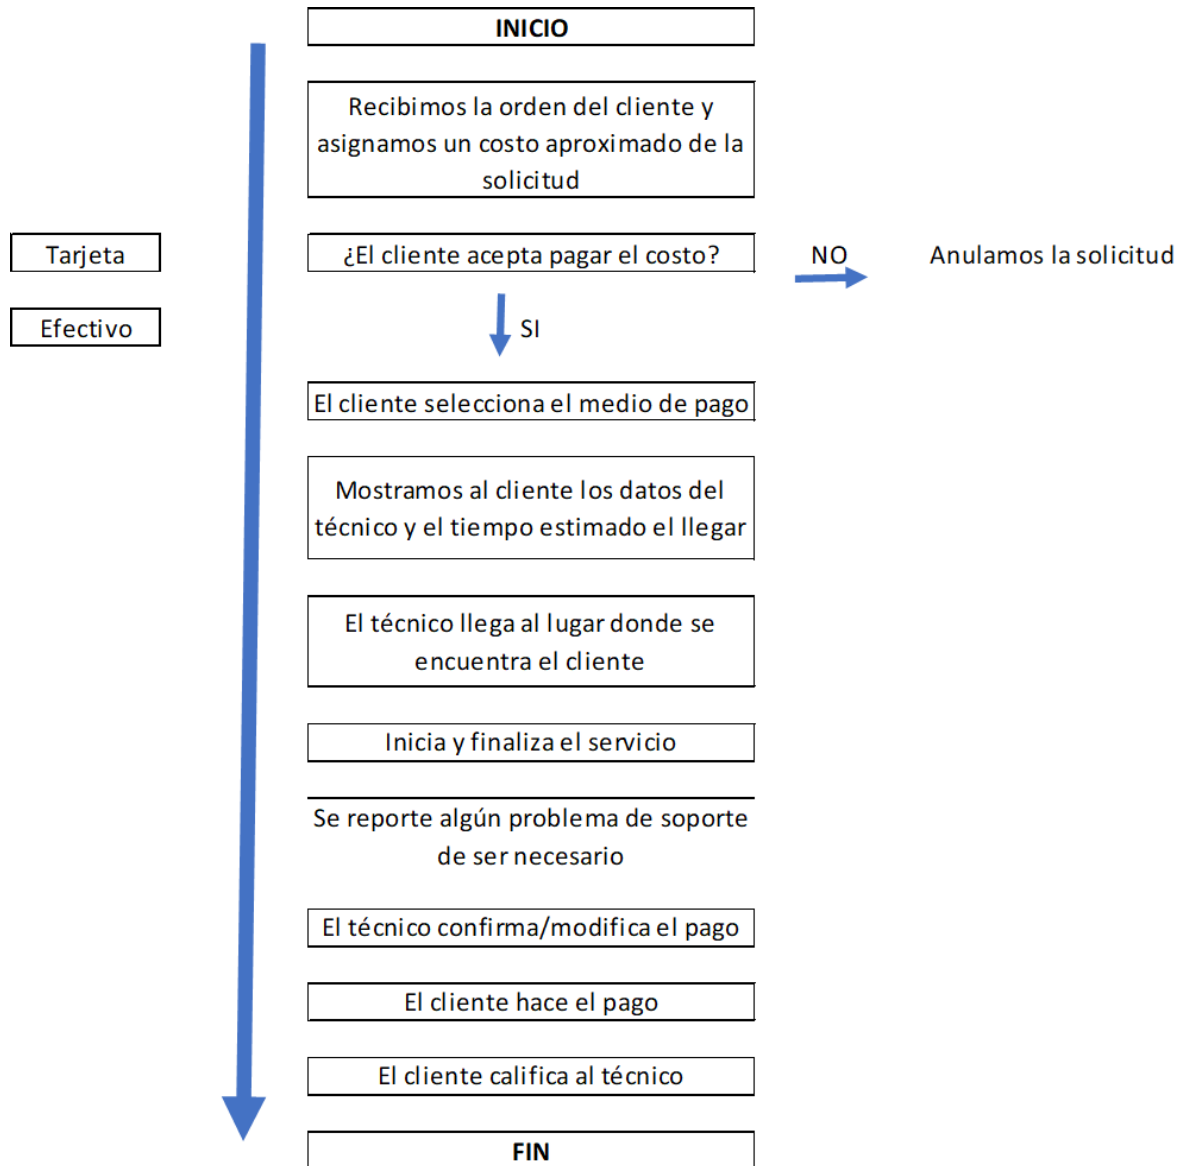 INICIO
Recibimos la orden del cliente y
asignamos un costo aproximado de la
solicitud
Tarjeta
¿El cliente acepta pagar el costo?
NO
Anulamos la solicitud
Efectivo
SI
El cliente selecciona el medio de pago
Mostramos al cliente los datos del
técnico y el tiempo estimado el llegar
El técnico llega al lugar donde se
encuentra el cliente
Inicia y finaliza el servicio
Se reporte algún problema de soporte
de ser necesario
El técnico confirma/modifica el pago
El cliente hace el pago
El cliente califica al técnico
FIN